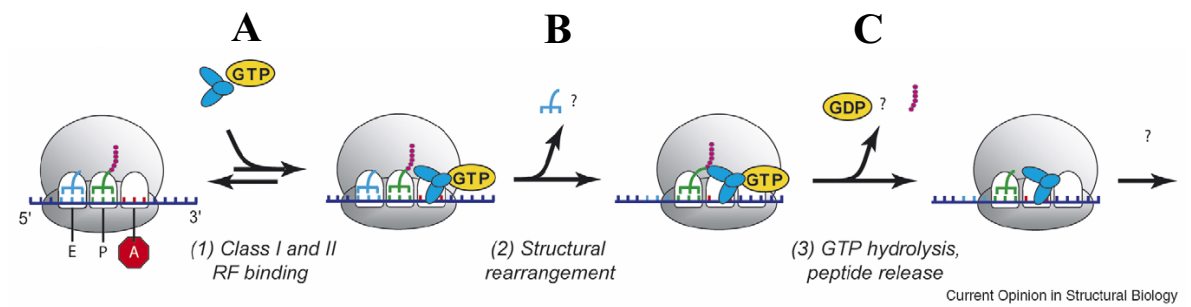 A B C
GTP
?
GDP ?
?
GTP
GTP
5'
3'
E P A
(1) Class I and II
RF binding
(2) Structural
rearrangement
(3) GTP hydrolysis,
peptide release
Current Opinion in Structural Biology